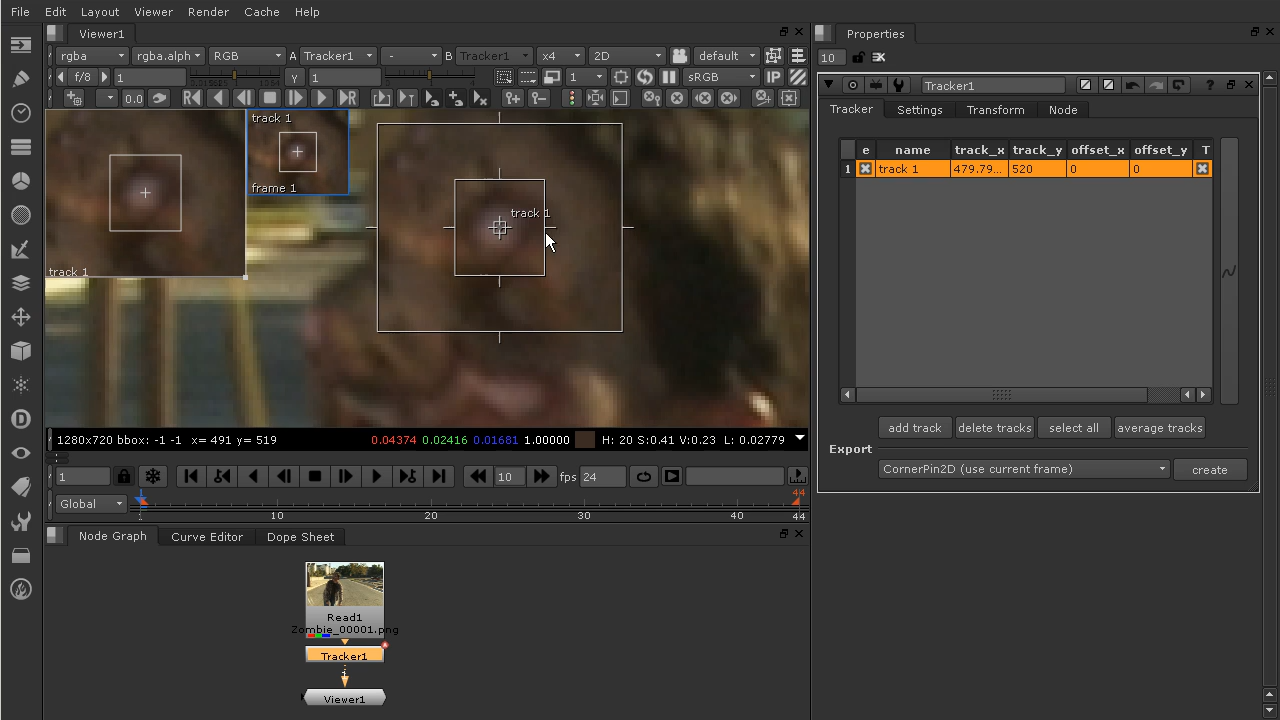 File Edit Layout Viewer Render Cache Help
Viewer1
rgba rgba.alph RGB A Tracker1 - B Tracker1 x4 2D default
f/8 1 y 1 1 sRGB IP
0.0
track 1
frame 1
track 1
track 1
1280x720 bbox: -1 -1 x= 491 y= 519 0.04374 0.02416 0.01681 1.00000 H: 20 S:0.41 V:0.23 L: 0.02779
1 10 fps 24
Global 1 10 20 30 40 44 44
Node Graph Curve Editor Dope Sheet
Read1
Zombie_00001.png
Tracker1
Viewer1
Properties
10
Tracker1 ?
Tracker Settings Transform Node
e name track_x track_y offset_x offset_y T
1 track 1 479.79... 520 0 0
add track delete tracks select all average tracks
Export
CornerPin2D (use current frame) create